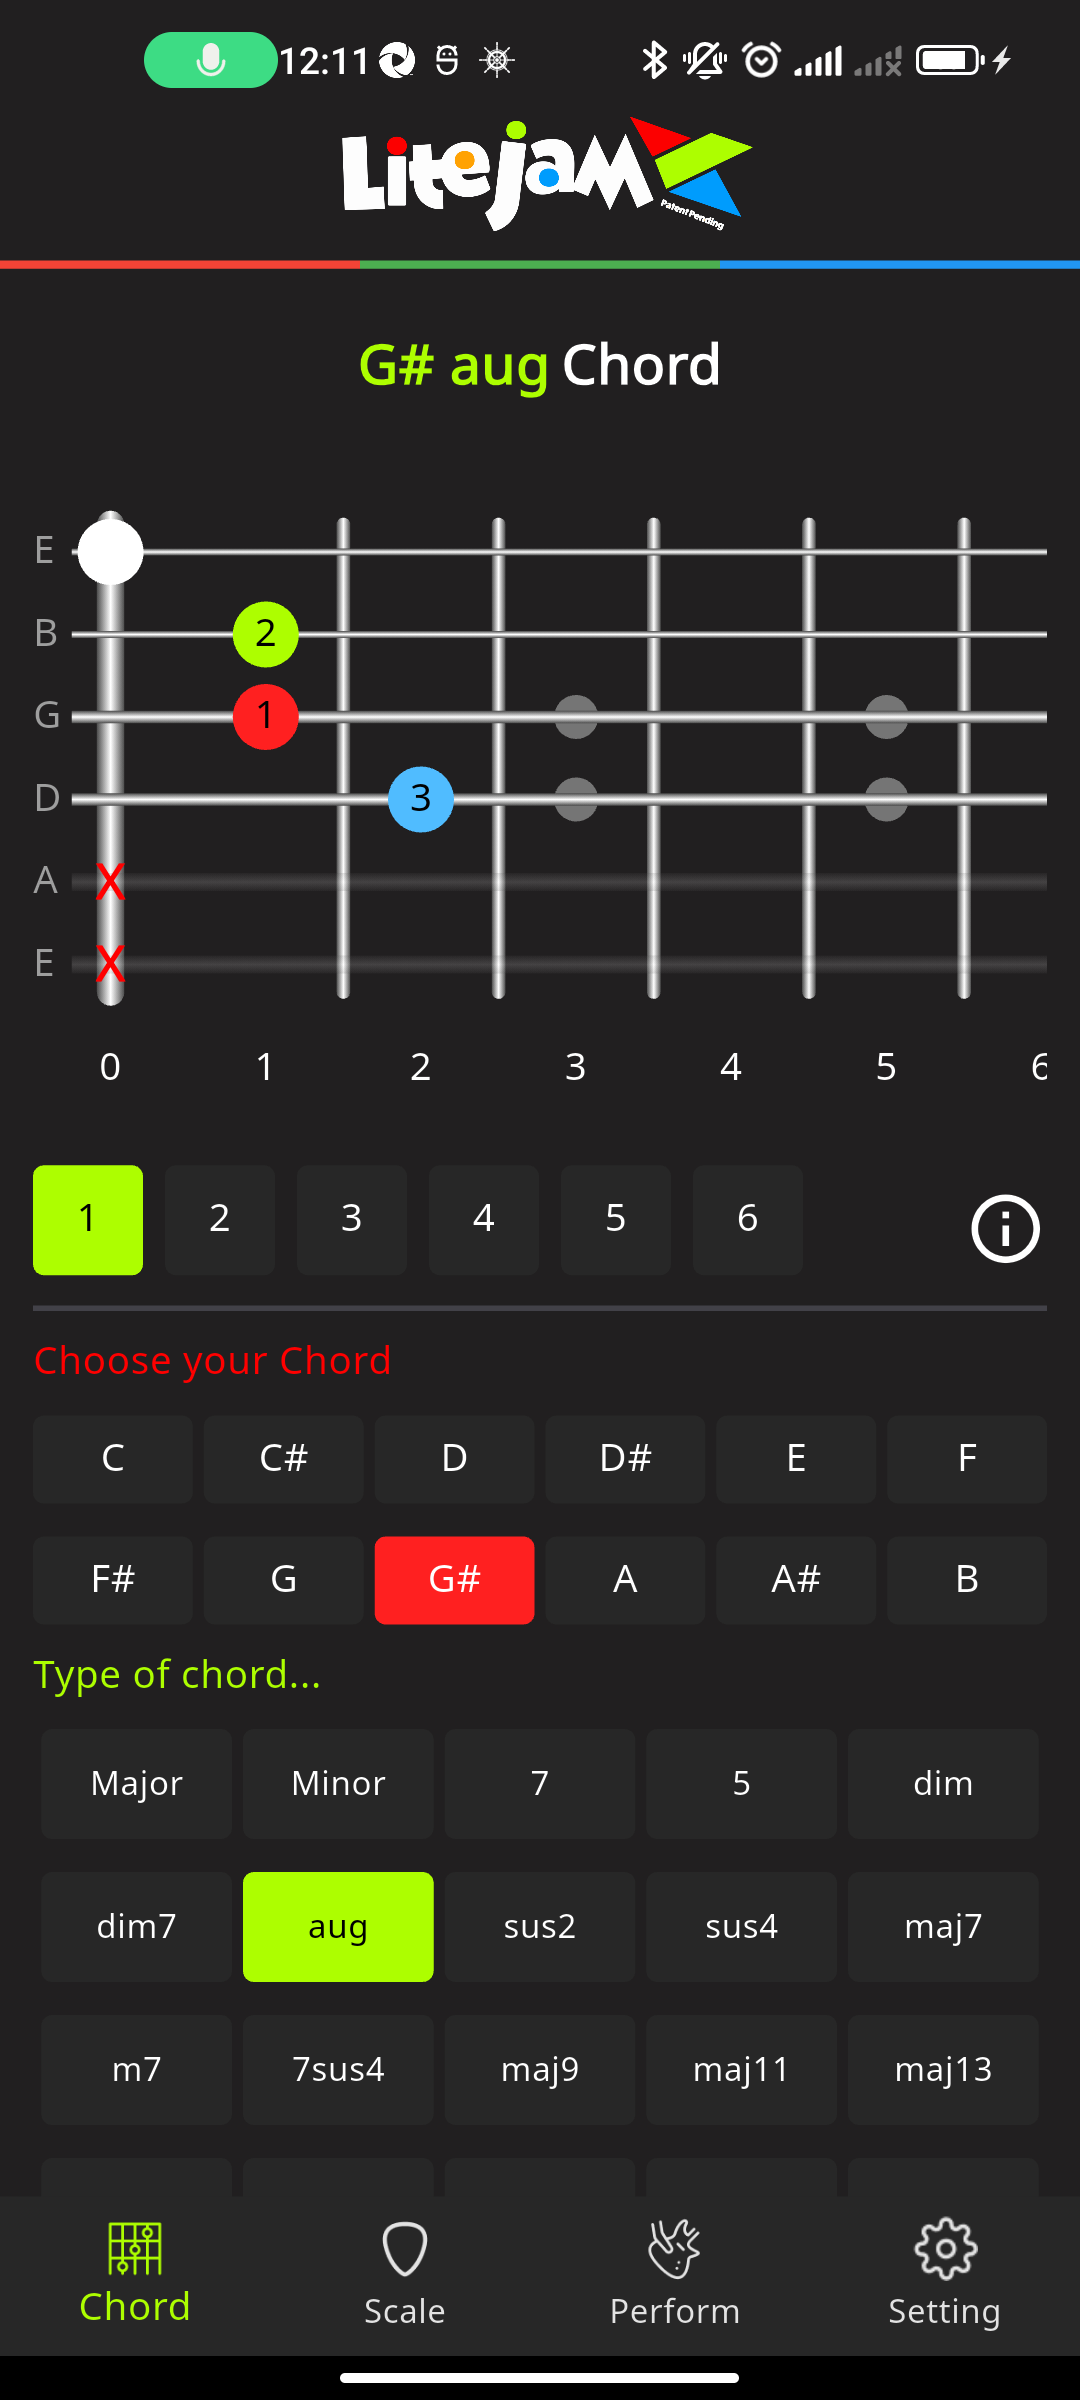 12:11
LiteJam
Patent Pending
G# aug Chord
E
B 2
G 1
D 3
A X
E X
0 1 2 3 4 5 6
1 2 3 4 5 6
Choose your Chord
C C# D D# E F
F# G G# A A# B
Type of chord...
Major Minor 7 5 dim
dim7 aug sus2 sus4 maj7
m7 7sus4 maj9 maj11 maj13
Chord Scale Perform Setting